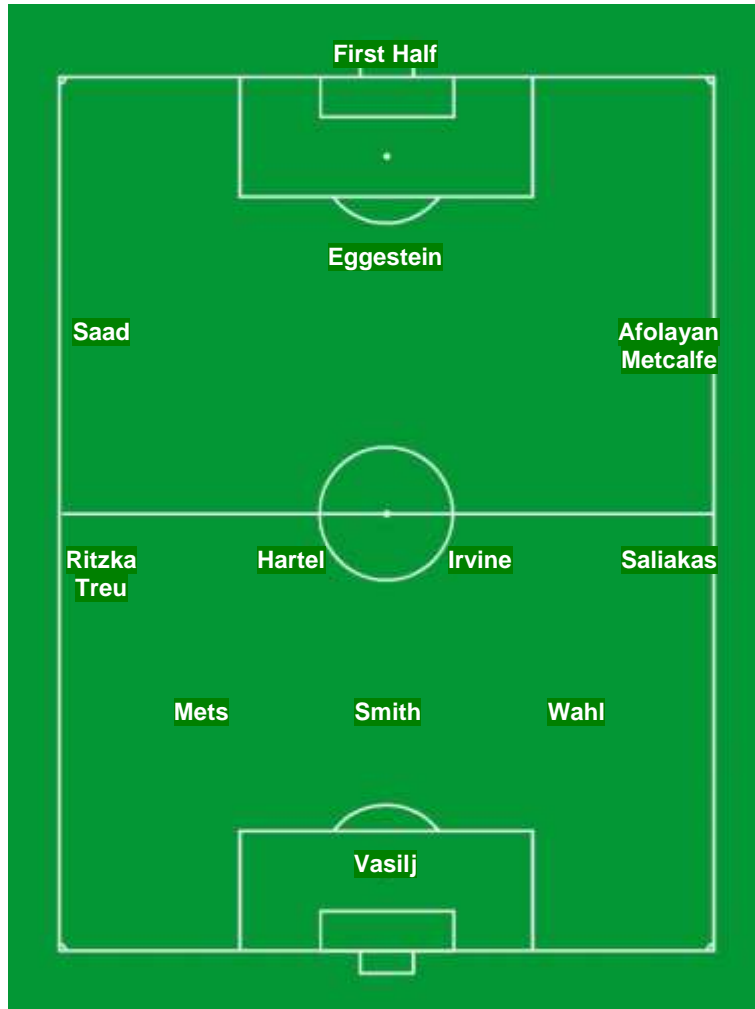 First Half
Eggestein
Saad
Afolayan
Metcalfe
Ritzka
Treu
Hartel
Irvine
Saliakas
Mets
Smith
Wahl
Vasilj